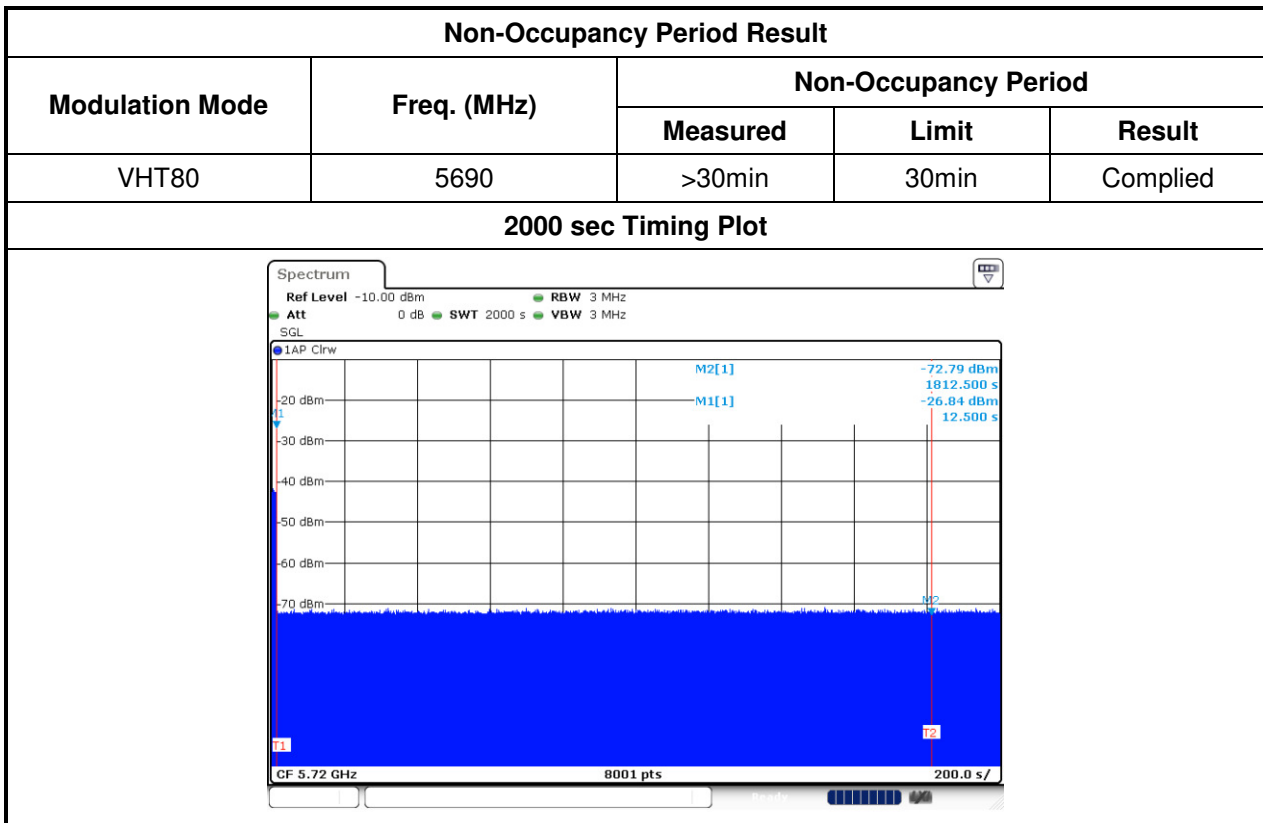 Non-Occupancy Period Result
Modulation Mode
Freq. (MHz)
Non-Occupancy Period
Measured
Limit
Result
VHT80
5690
>30min
30min
Complied
2000 sec Timing Plot
Spectrum
Ref Level -10.00 dBm
RBW 3 MHz
Att 0 dB
SWT 2000 s
VBW 3 MHz
SGL
1AP Clrw
M2[1] -72.79 dBm
1812.500 s
M1[1] -26.84 dBm
12.500 s
-20 dBm
M1
-30 dBm
-40 dBm
-50 dBm
-60 dBm
-70 dBm
M2
T1
T2
CF 5.72 GHz
8001 pts
200.0 s/
Ready